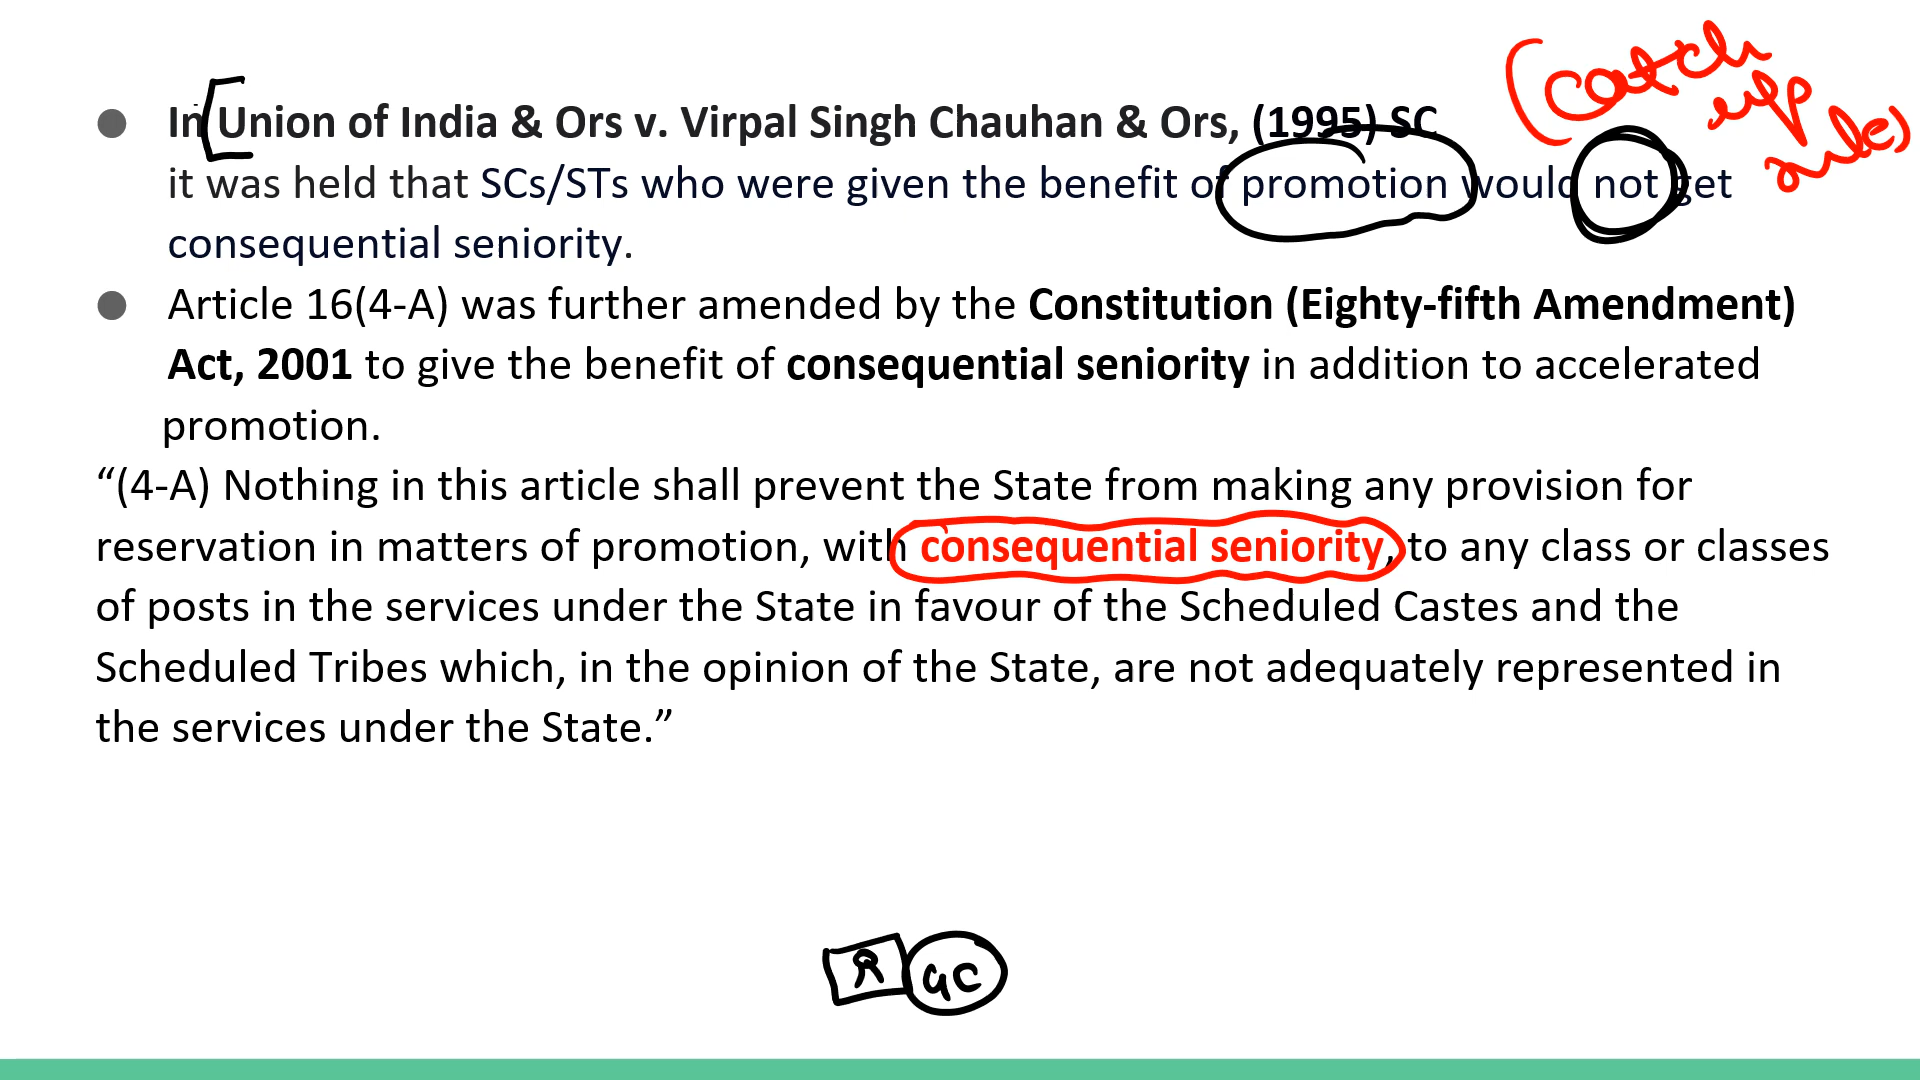 (catch
up
rule)
● In Union of India & Ors v. Virpal Singh Chauhan & Ors, (1995) SC
it was held that SCs/STs who were given the benefit of promotion would not get
consequential seniority.
● Article 16(4-A) was further amended by the Constitution (Eighty-fifth Amendment)
Act, 2001 to give the benefit of consequential seniority in addition to accelerated
promotion.
“(4-A) Nothing in this article shall prevent the State from making any provision for
reservation in matters of promotion, with consequential seniority, to any class or classes
of posts in the services under the State in favour of the Scheduled Castes and the
Scheduled Tribes which, in the opinion of the State, are not adequately represented in
the services under the State.”
R GC